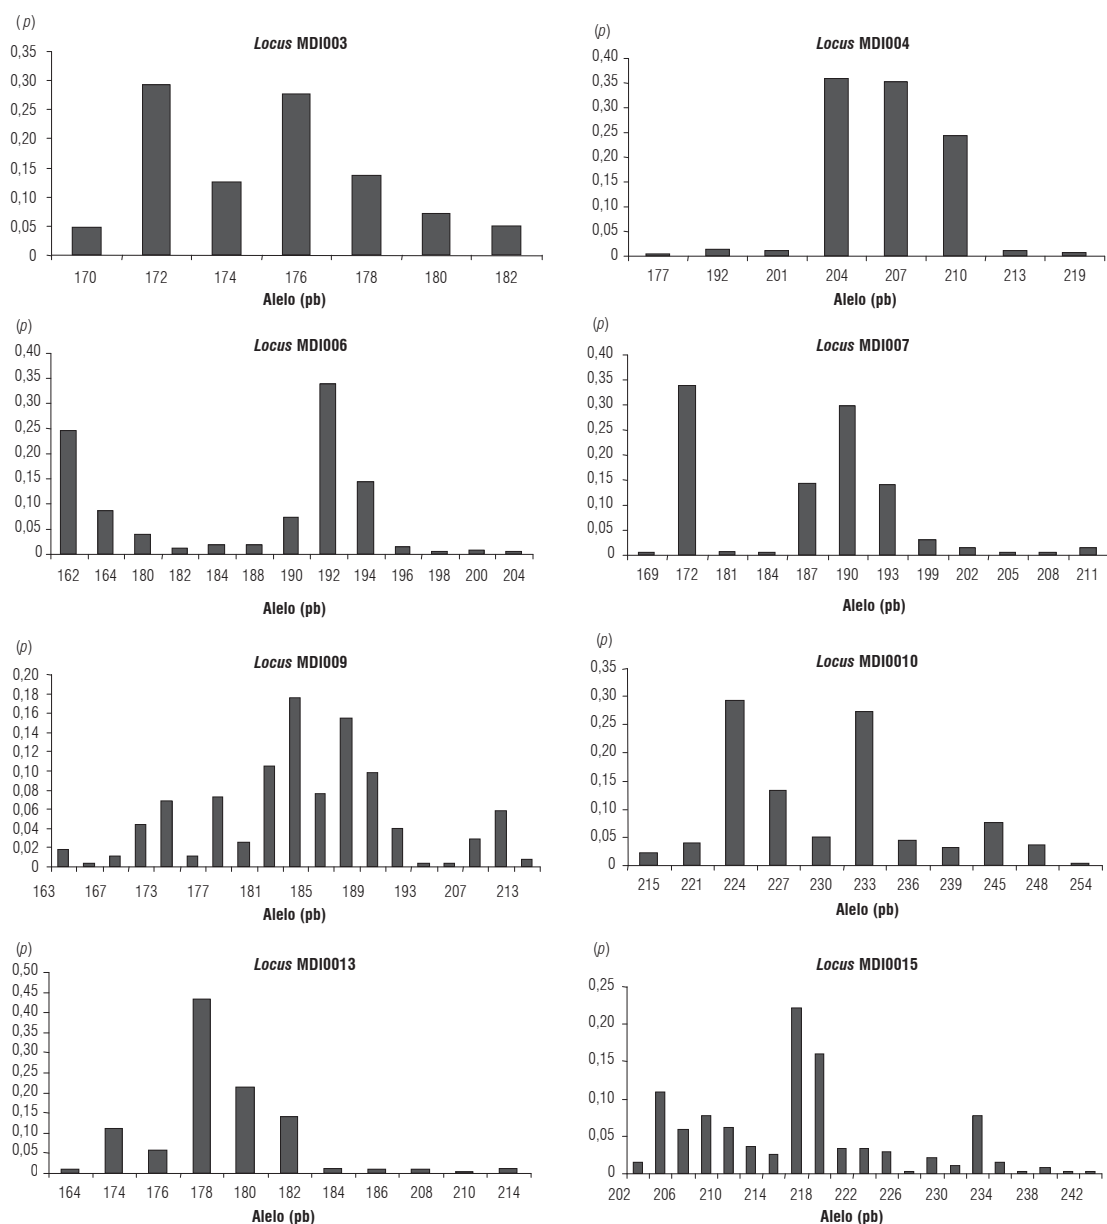 (p)
Locus MDI003
0,35
0,30
0,25
0,20
0,15
0,10
0,05
0
170 172 174 176 178 180 182
Alelo (pb)
(p)
Locus MDI004
0,40
0,35
0,30
0,25
0,20
0,15
0,10
0,05
0
177 192 201 204 207 210 213 219
Alelo (pb)
(p)
Locus MDI006
0,40
0,35
0,30
0,25
0,20
0,15
0,10
0,05
0
162 164 180 182 184 188 190 192 194 196 198 200 204
Alelo (pb)
(p)
Locus MDI007
0,40
0,35
0,30
0,25
0,20
0,15
0,10
0,05
0
169 172 181 184 187 190 193 199 202 205 208 211
Alelo (pb)
(p)
Locus MDI009
0,20
0,18
0,16
0,14
0,12
0,10
0,08
0,06
0,04
0,02
0
163 167 173 177 181 185 189 193 207 213
Alelo (pb)
(p)
Locus MDI0010
0,35
0,30
0,25
0,20
0,15
0,10
0,05
0
215 221 224 227 230 233 236 239 245 248 254
Alelo (pb)
(p)
Locus MDI0013
0,50
0,45
0,40
0,35
0,30
0,25
0,20
0,15
0,10
0,05
0
164 174 176 178 180 182 184 186 208 210 214
Alelo (pb)
(p)
Locus MDI0015
0,25
0,20
0,15
0,10
0,05
0
202 206 210 214 218 222 226 230 234 238 242
Alelo (pb)